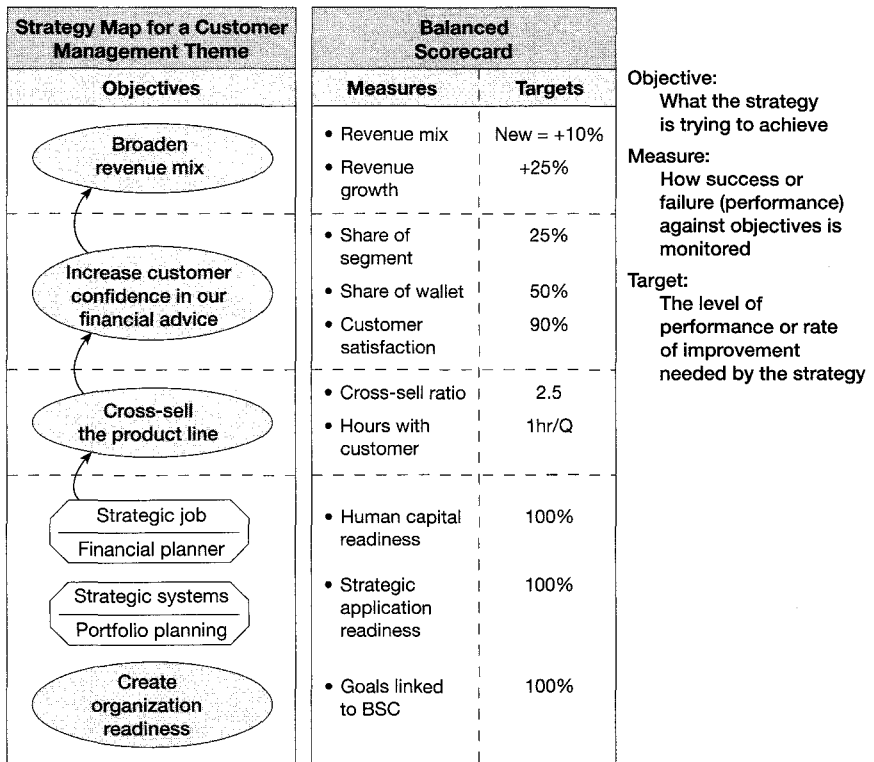 Strategy Map for a Customer
Management Theme
Objectives
Broaden
revenue mix
Increase customer
confidence in our
financial advice
Cross-sell
the product line
Strategic job
Financial planner
Strategic systems
Portfolio planning
Create
organization
readiness
Balanced
Scorecard
Measures Targets
• Revenue mix New = +10%
• Revenue +25%
growth
• Share of 25%
segment
• Share of wallet 50%
• Customer 90%
satisfaction
• Cross-sell ratio 2.5
• Hours with 1hr/Q
customer
• Human capital 100%
readiness
• Strategic 100%
application
readiness
• Goals linked 100%
to BSC
Objective:
What the strategy
is trying to achieve
Measure:
How success or
failure (performance)
against objectives is
monitored
Target:
The level of
performance or rate
of improvement
needed by the strategy